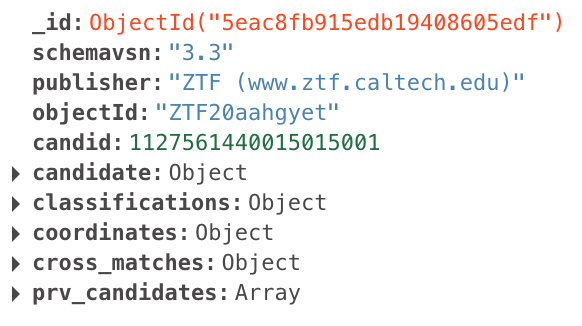 _id: ObjectId("5eac8fb915edb19408605edf")
schemavsn: "3.3"
publisher: "ZTF (www.ztf.caltech.edu)"
objectId: "ZTF20aahgyet"
candid: 1127561440015015001
candidate: Object
classifications: Object
coordinates: Object
cross_matches: Object
prv_candidates: Array